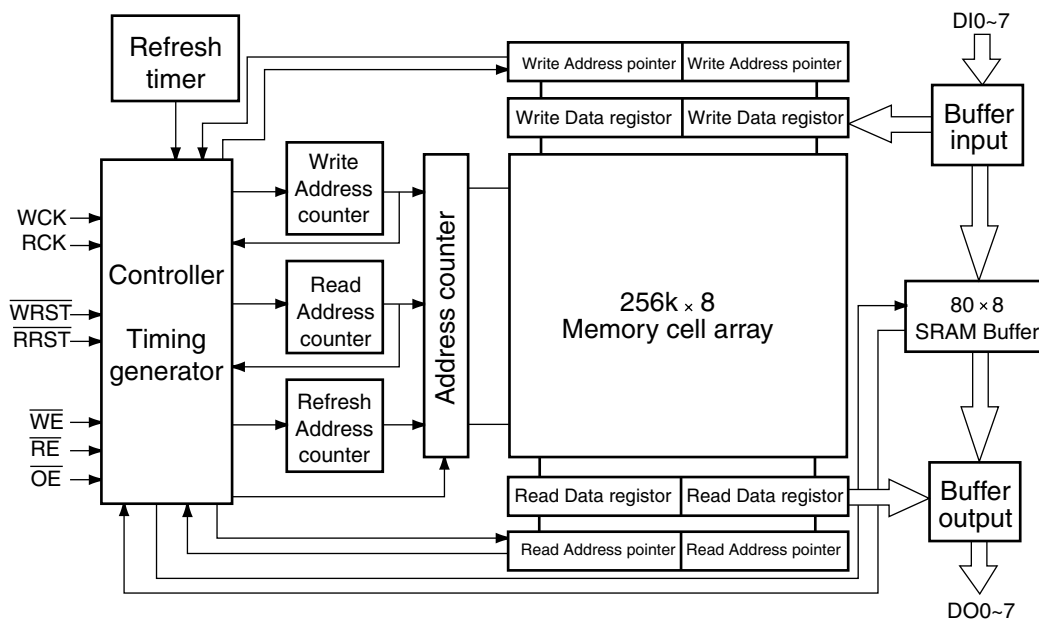 DI0~7
Refresh
timer
Write Address pointer
Write Address pointer
Write Data registor
Write Data registor
Buffer
input
Write
Address
counter
WCK
RCK
WRST
RRST
WE
RE
OE
Controller
Timing
generator
Read
Address
counter
Refresh
Address
counter
Address counter
256k × 8
Memory cell array
80 × 8
SRAM Buffer
Read Data registor
Read Data registor
Read Address pointer
Read Address pointer
Buffer
output
DO0~7